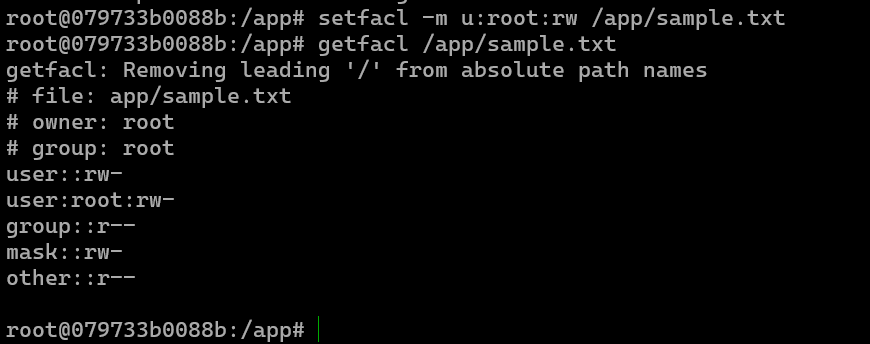 root@079733b0088b:/app# setfacl -m u:root:rw /app/sample.txt
root@079733b0088b:/app# getfacl /app/sample.txt
getfacl: Removing leading '/' from absolute path names
# file: app/sample.txt
# owner: root
# group: root
user::rw-
user:root:rw-
group::r--
mask::rw-
other::r--
root@079733b0088b:/app#